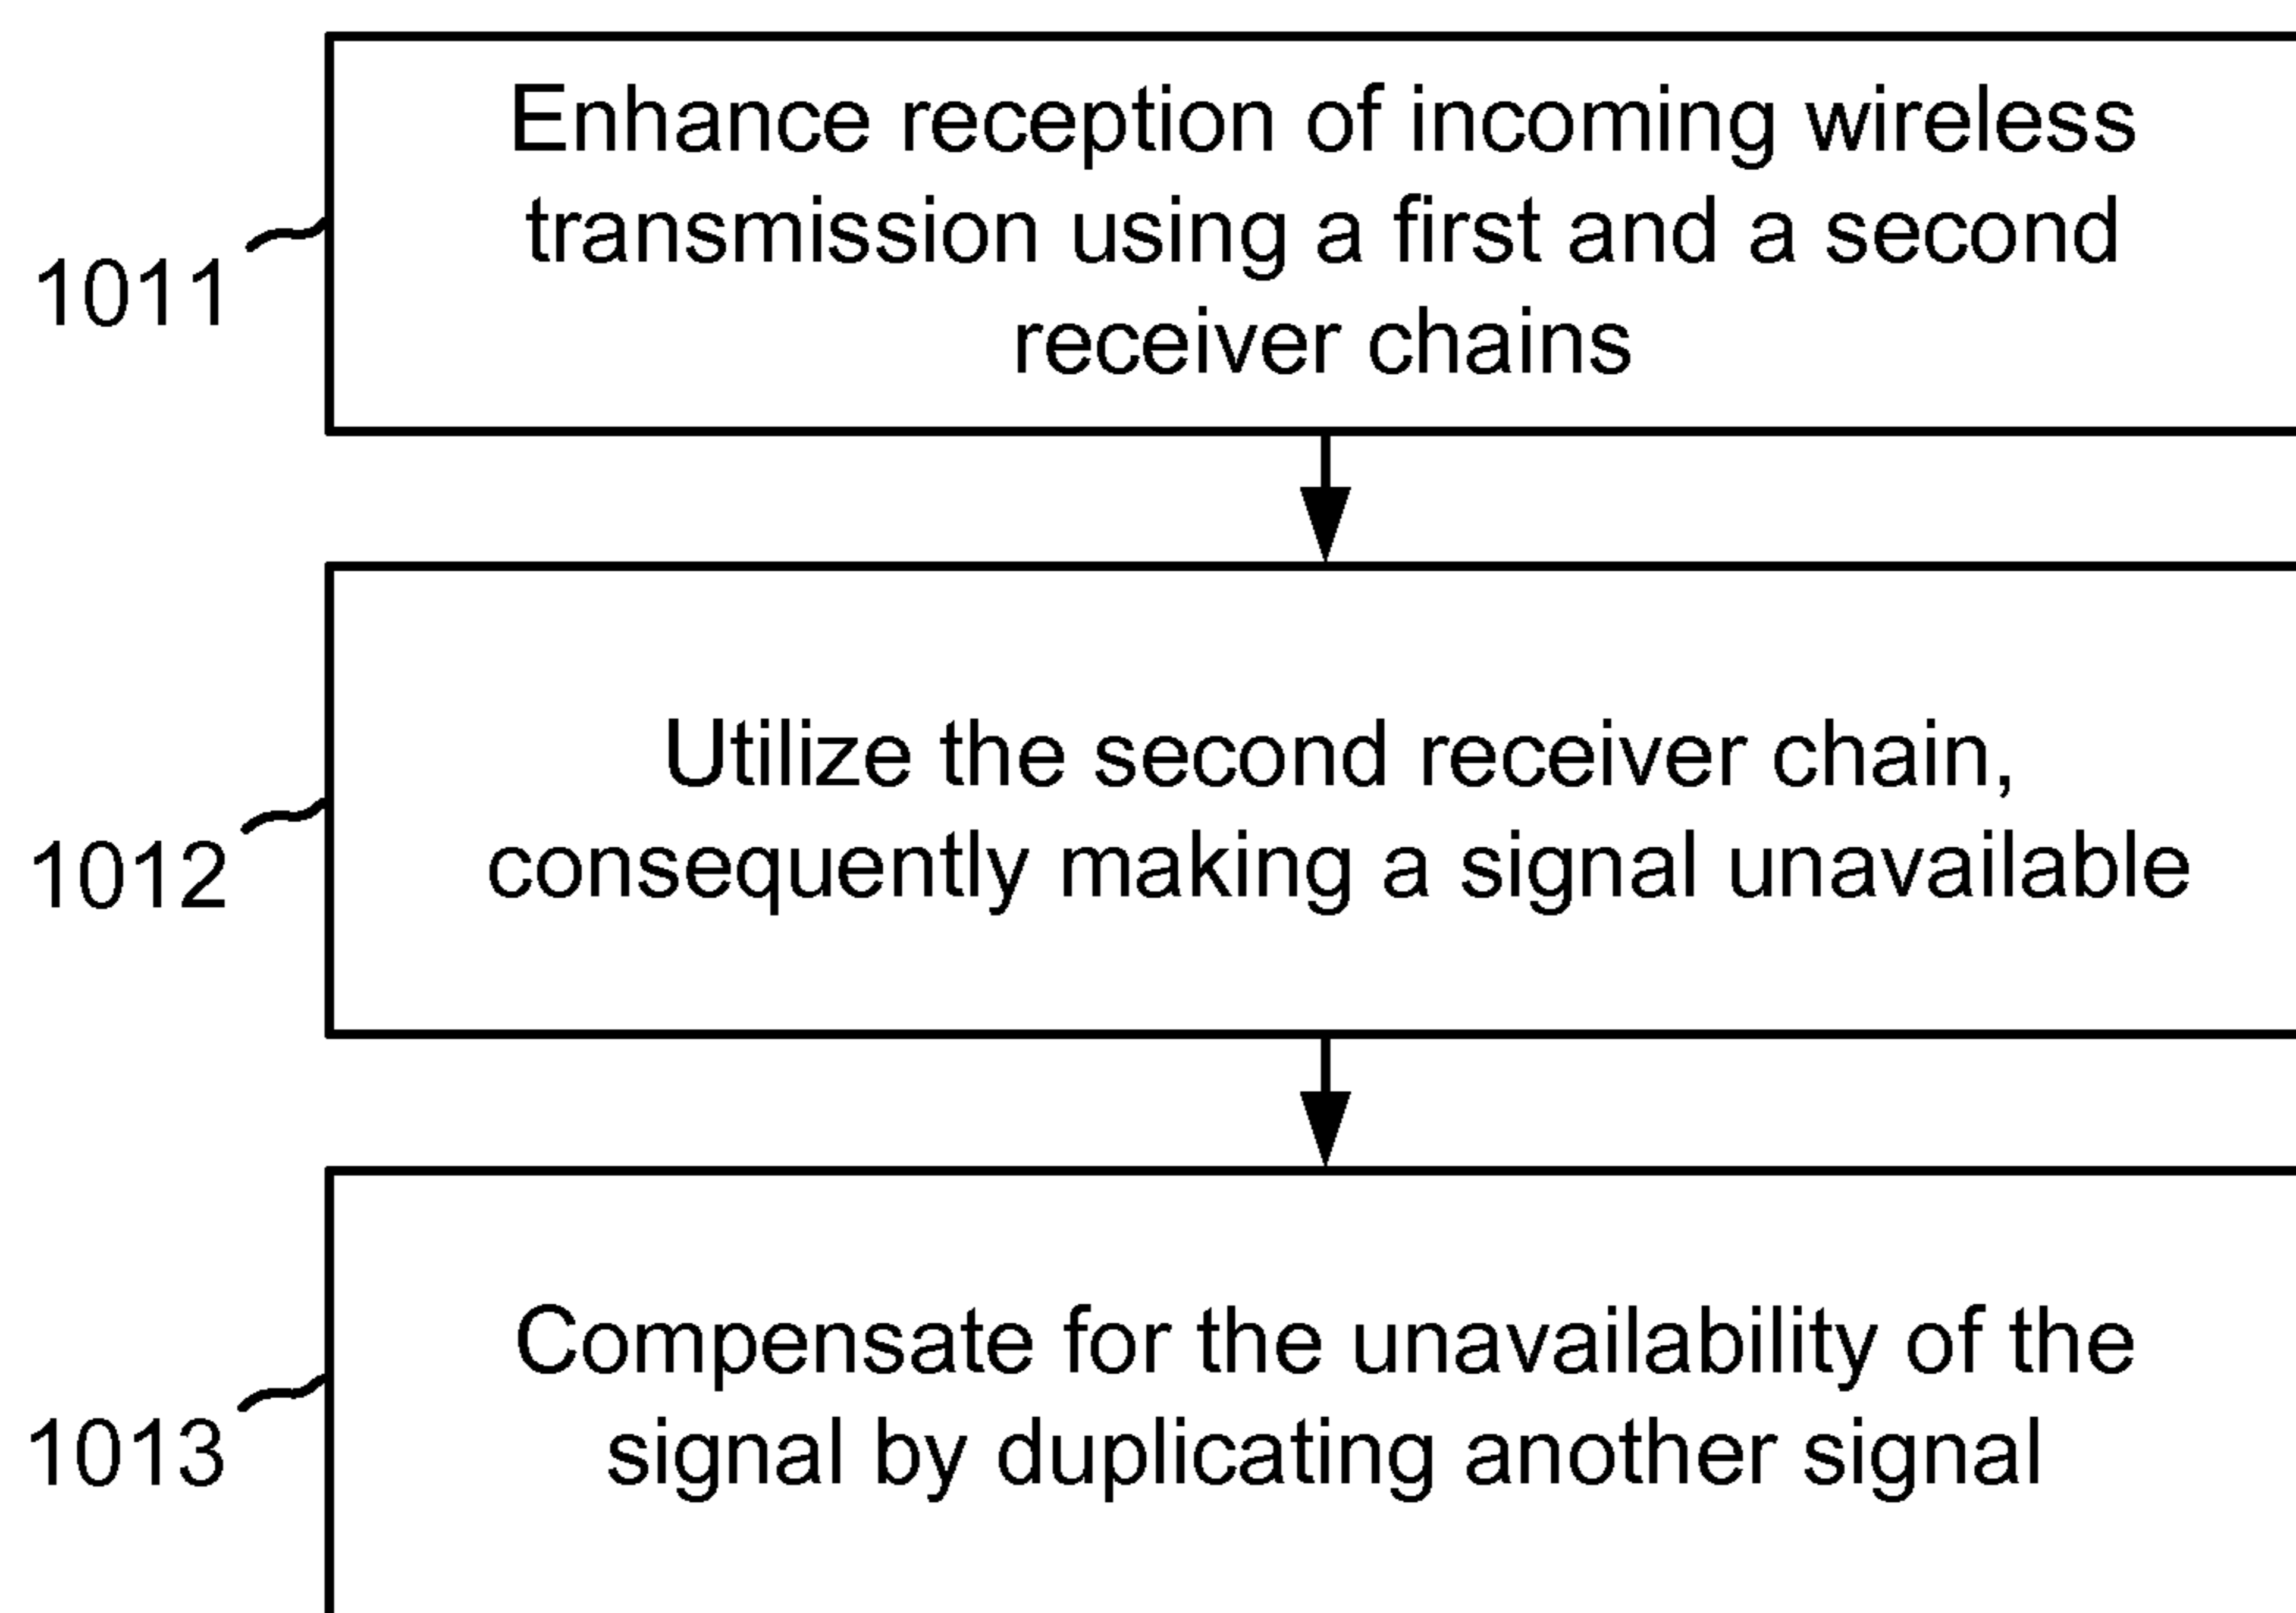 Enhance reception of incoming wireless
transmission using a first and a second
receiver chains
1011
Utilize the second receiver chain,
consequently making a signal unavailable
1012
Compensate for the unavailability of the
signal by duplicating another signal
1013